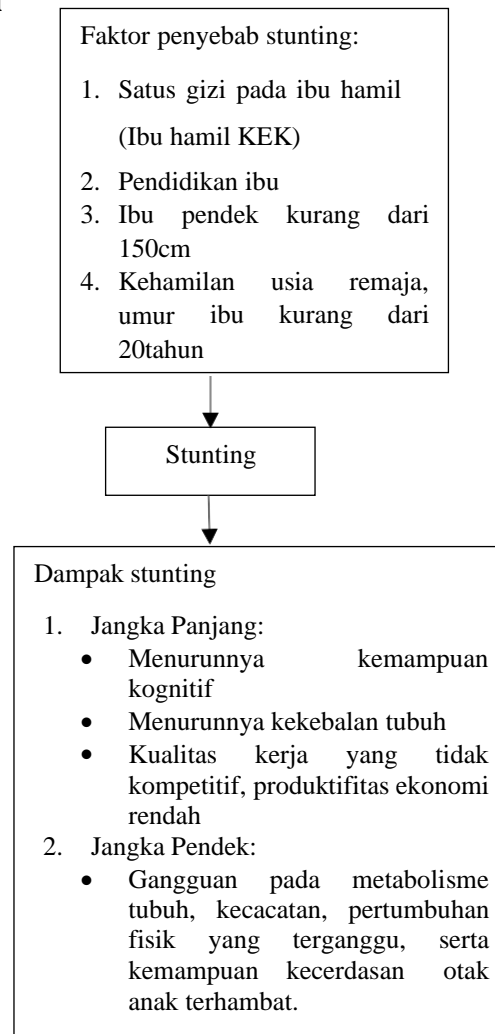 Faktor penyebab stunting:
1. Satus gizi pada ibu hamil
(Ibu hamil KEK)
2. Pendidikan ibu
3. Ibu pendek kurang dari
150cm
4. Kehamilan usia remaja,
umur ibu kurang dari
20tahun
Stunting
Dampak stunting
1. Jangka Panjang:
• Menurunnya kemampuan
kognitif
• Menurunnya kekebalan tubuh
• Kualitas kerja yang tidak
kompetitif, produktifitas ekonomi
rendah
2. Jangka Pendek:
• Gangguan pada metabolisme
tubuh, kecacatan, pertumbuhan
fisik yang terganggu, serta
kemampuan kecerdasan otak
anak terhambat.